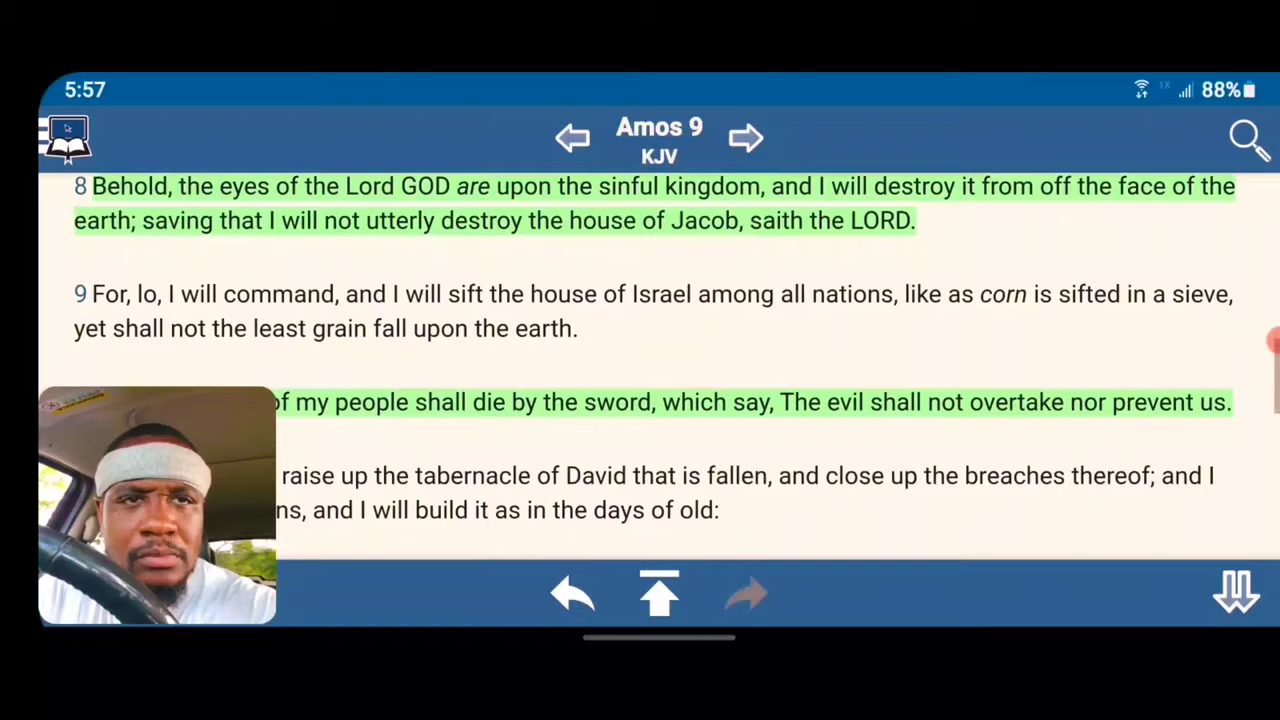 5:57
1X
88%
Amos 9
KJV
8 Behold, the eyes of the Lord GOD are upon the sinful kingdom, and I will destroy it from off the face of the
earth; saving that I will not utterly destroy the house of Jacob, saith the LORD.
9 For, lo, I will command, and I will sift the house of Israel among all nations, like as corn is sifted in a sieve,
yet shall not the least grain fall upon the earth.
of my people shall die by the sword, which say, The evil shall not overtake nor prevent us.
raise up the tabernacle of David that is fallen, and close up the breaches thereof; and I
ns, and I will build it as in the days of old: